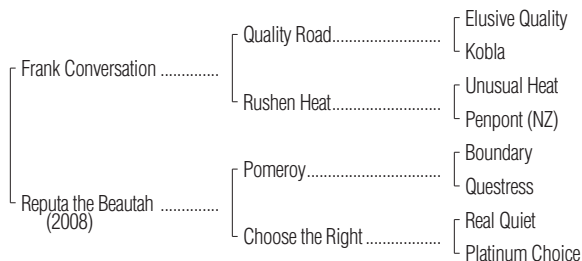 Elusive Quality
Quality Road
Kobla
Frank Conversation
Unusual Heat
Rushen Heat
Penpont (NZ)
Boundary
Pomeroy
Questress
Reputa the Beautah
(2008)
Real Quiet
Choose the Right
Platinum Choice